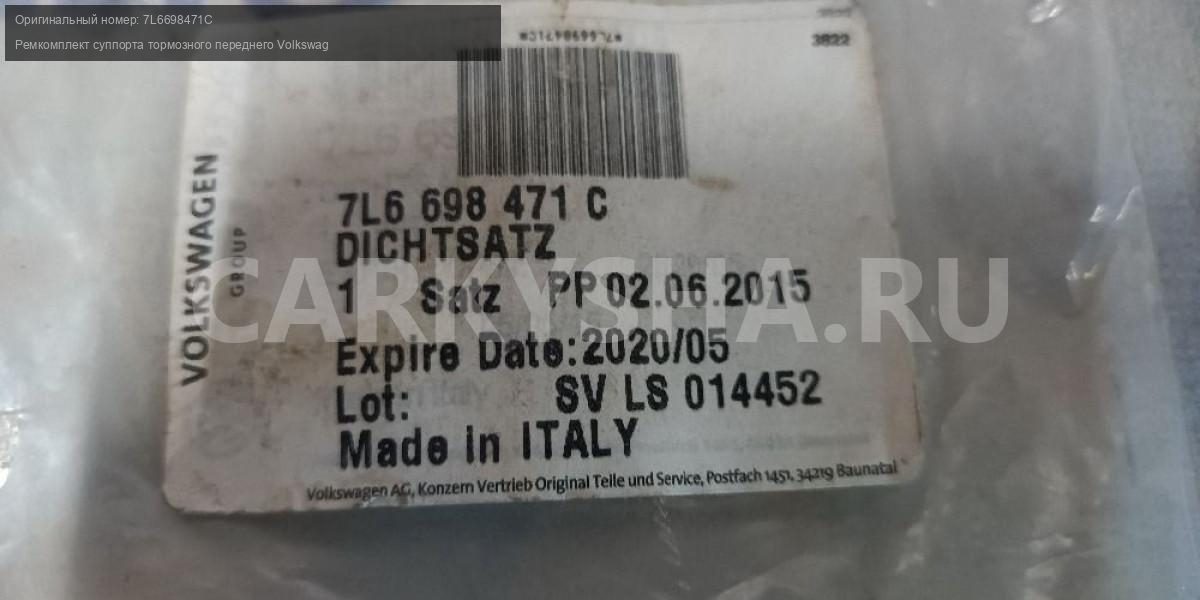 Оригинальный номер: 7L6698471C
Ремкомплект суппорта тормозного переднего Volkswag
*7L6698471C*
3822
VOLKSWAGEN
GROUP
7L6 698 471 C
DICHTSATZ
1 Satz PP 02.06.2015
Expire Date:2020/05
Lot: SV LS 014452
Made in ITALY
Volkswagen AG, Konzern Vertrieb Original Teile und Service, Postfach 1451, 34219 Baunatal
CARKYSHA.RU